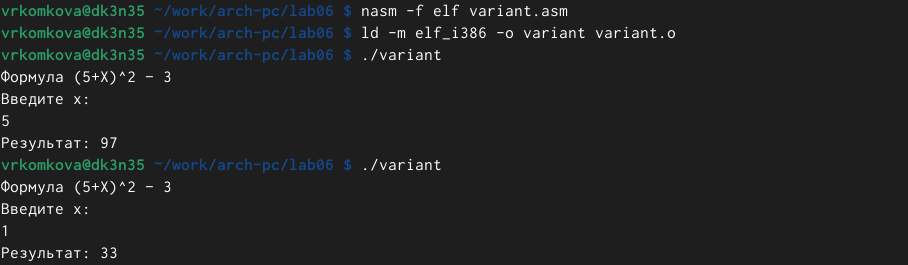 vrkomkova@dk3n35 ~/work/arch-pc/lab06 $ nasm -f elf variant.asm
vrkomkova@dk3n35 ~/work/arch-pc/lab06 $ ld -m elf_i386 -o variant variant.o
vrkomkova@dk3n35 ~/work/arch-pc/lab06 $ ./variant
Формула (5+X)^2 - 3
Введите x:
5
Результат: 97
vrkomkova@dk3n35 ~/work/arch-pc/lab06 $ ./variant
Формула (5+X)^2 - 3
Введите x:
1
Результат: 33